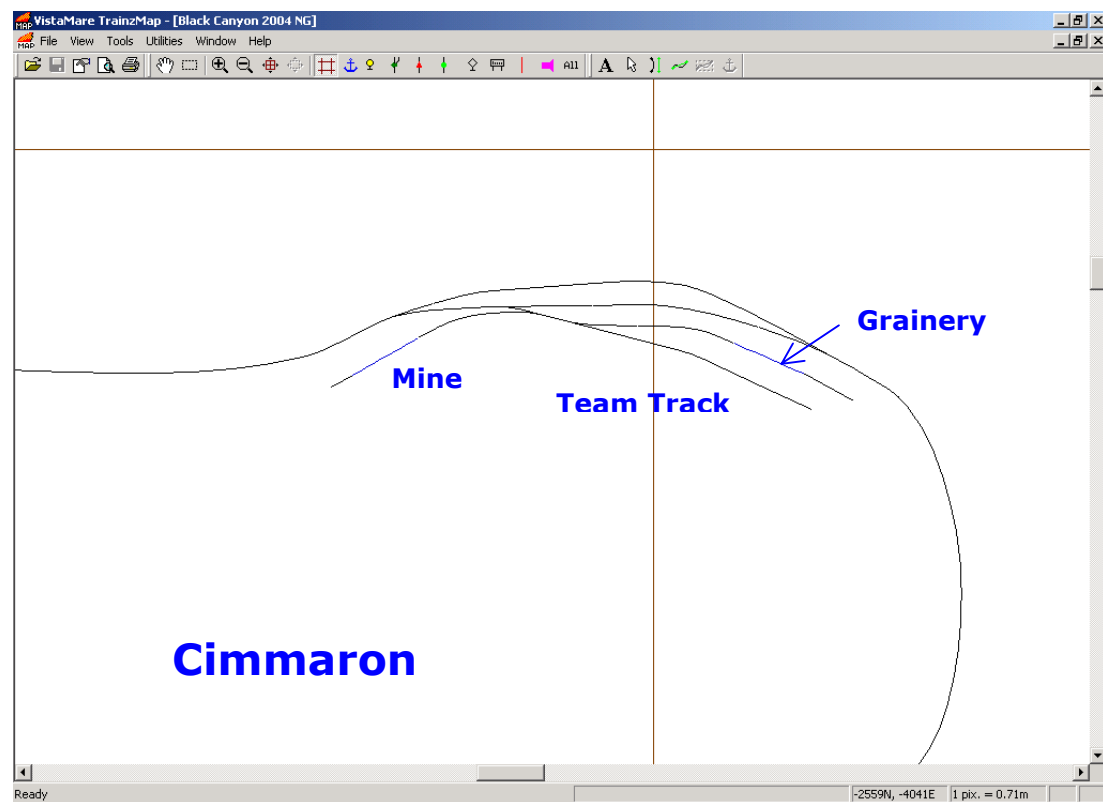 VistaMare TrainzMap - [Black Canyon 2004 NG]
MAP File View Tools Utilities Window Help
All A
Grainery
Mine
Team Track
Cimmaron
Ready -2559N, -4041E 1 pix. = 0.71m